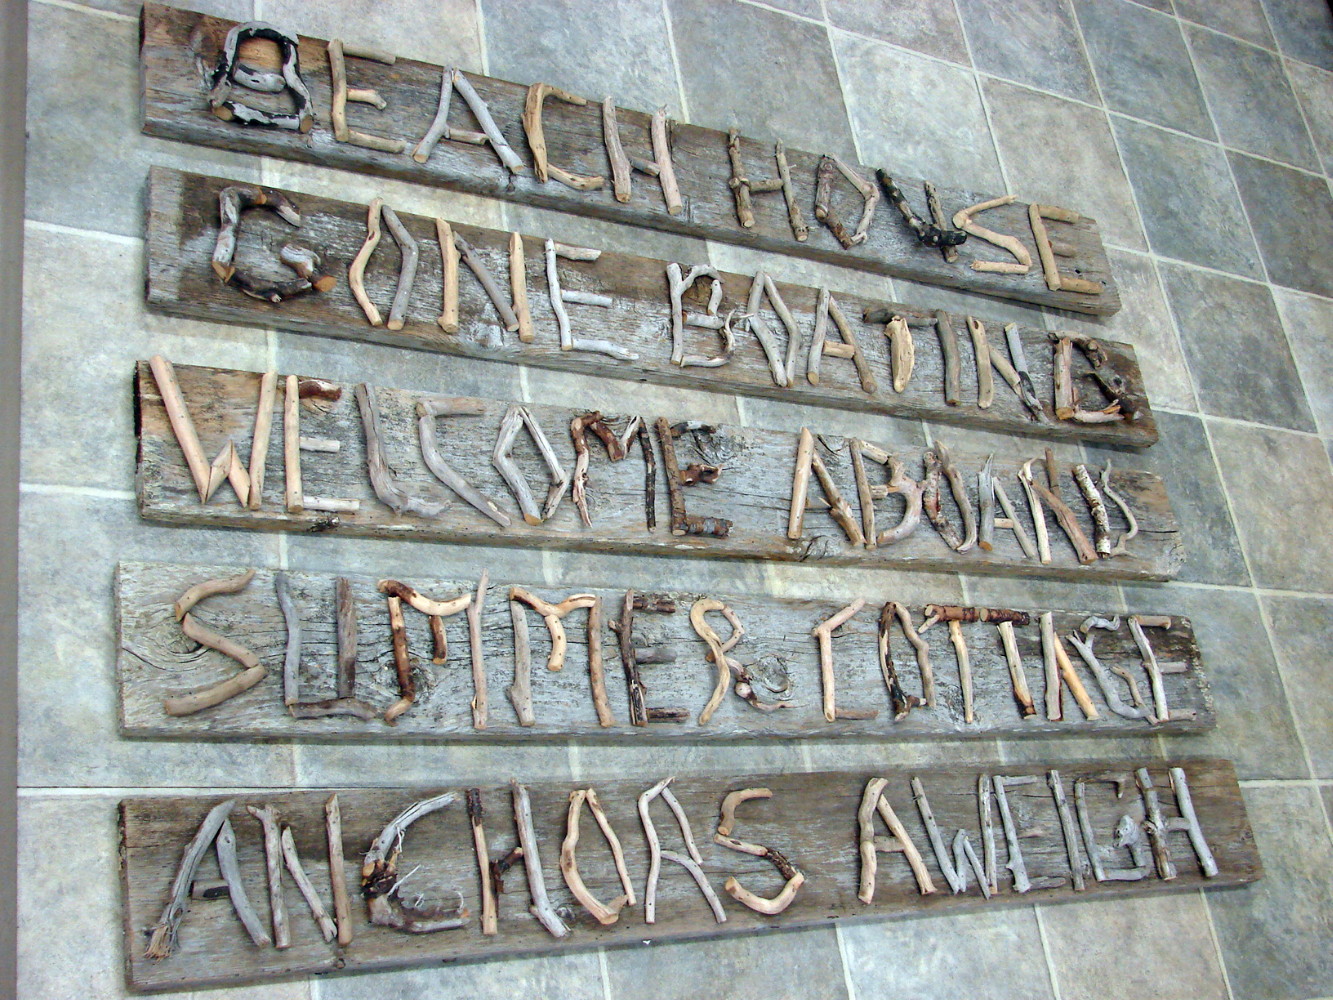 BEACH HOUSE
GONE BOATING
WELCOME ABOARD
SUMMER COTTAGE
ANCHORS AWEIGH